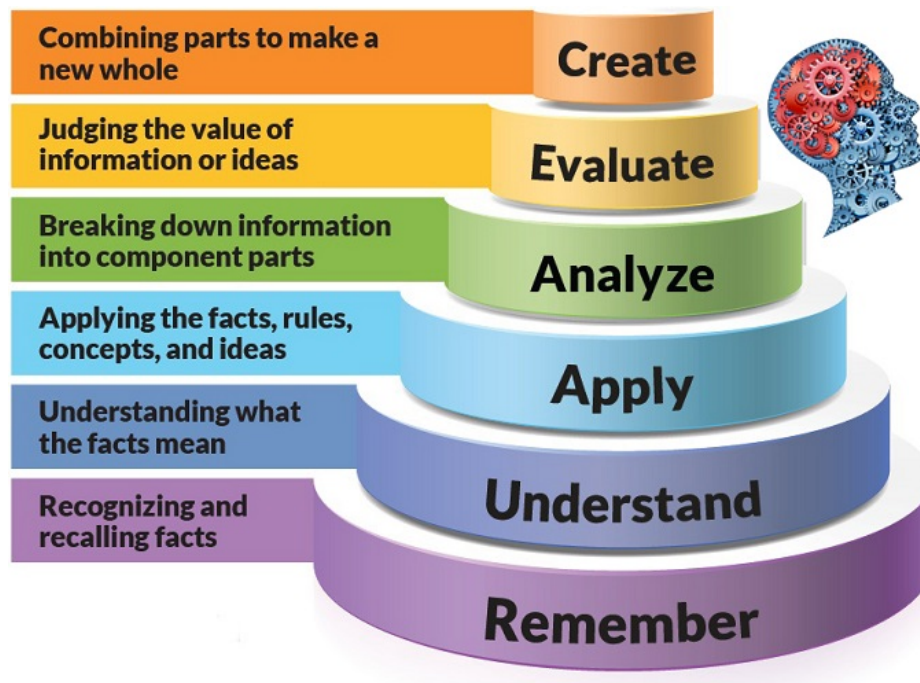 Combining parts to make a
new whole
Create
Judging the value of
information or ideas
Evaluate
Breaking down information
into component parts
Analyze
Applying the facts, rules,
concepts, and ideas
Apply
Understanding what
the facts mean
Understand
Recognizing and
recalling facts
Remember